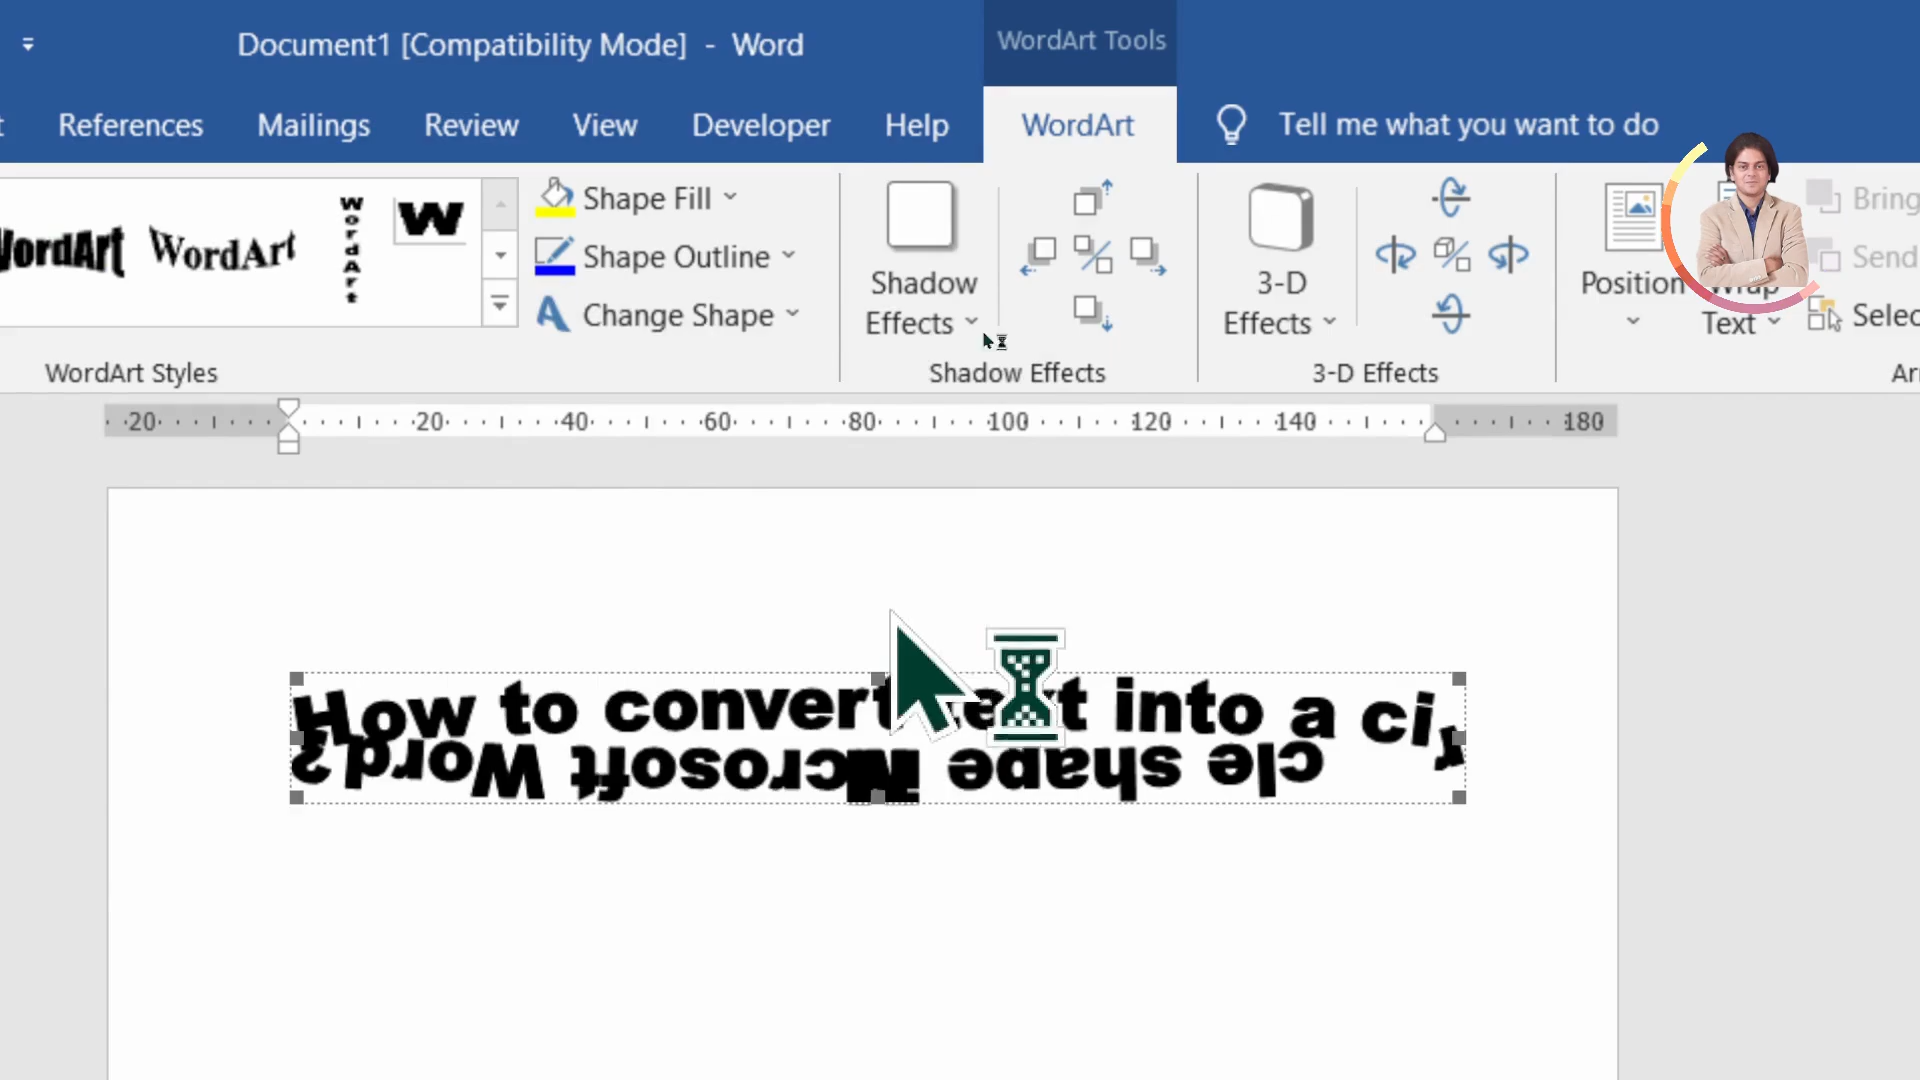 Document1 [Compatibility Mode] - Word
WordArt Tools
References Mailings Review View Developer Help WordArt Tell me what you want to do
WordArt WordArt WordArt W
Shape Fill
Shape Outline
Change Shape
Shadow Effects
3-D Effects
Position
Text
Bring
Send
Selec
WordArt Styles Shadow Effects 3-D Effects
20 20 40 60 80 100 120 140 180
How to convert text into a cir
cle shape Microsoft Word?